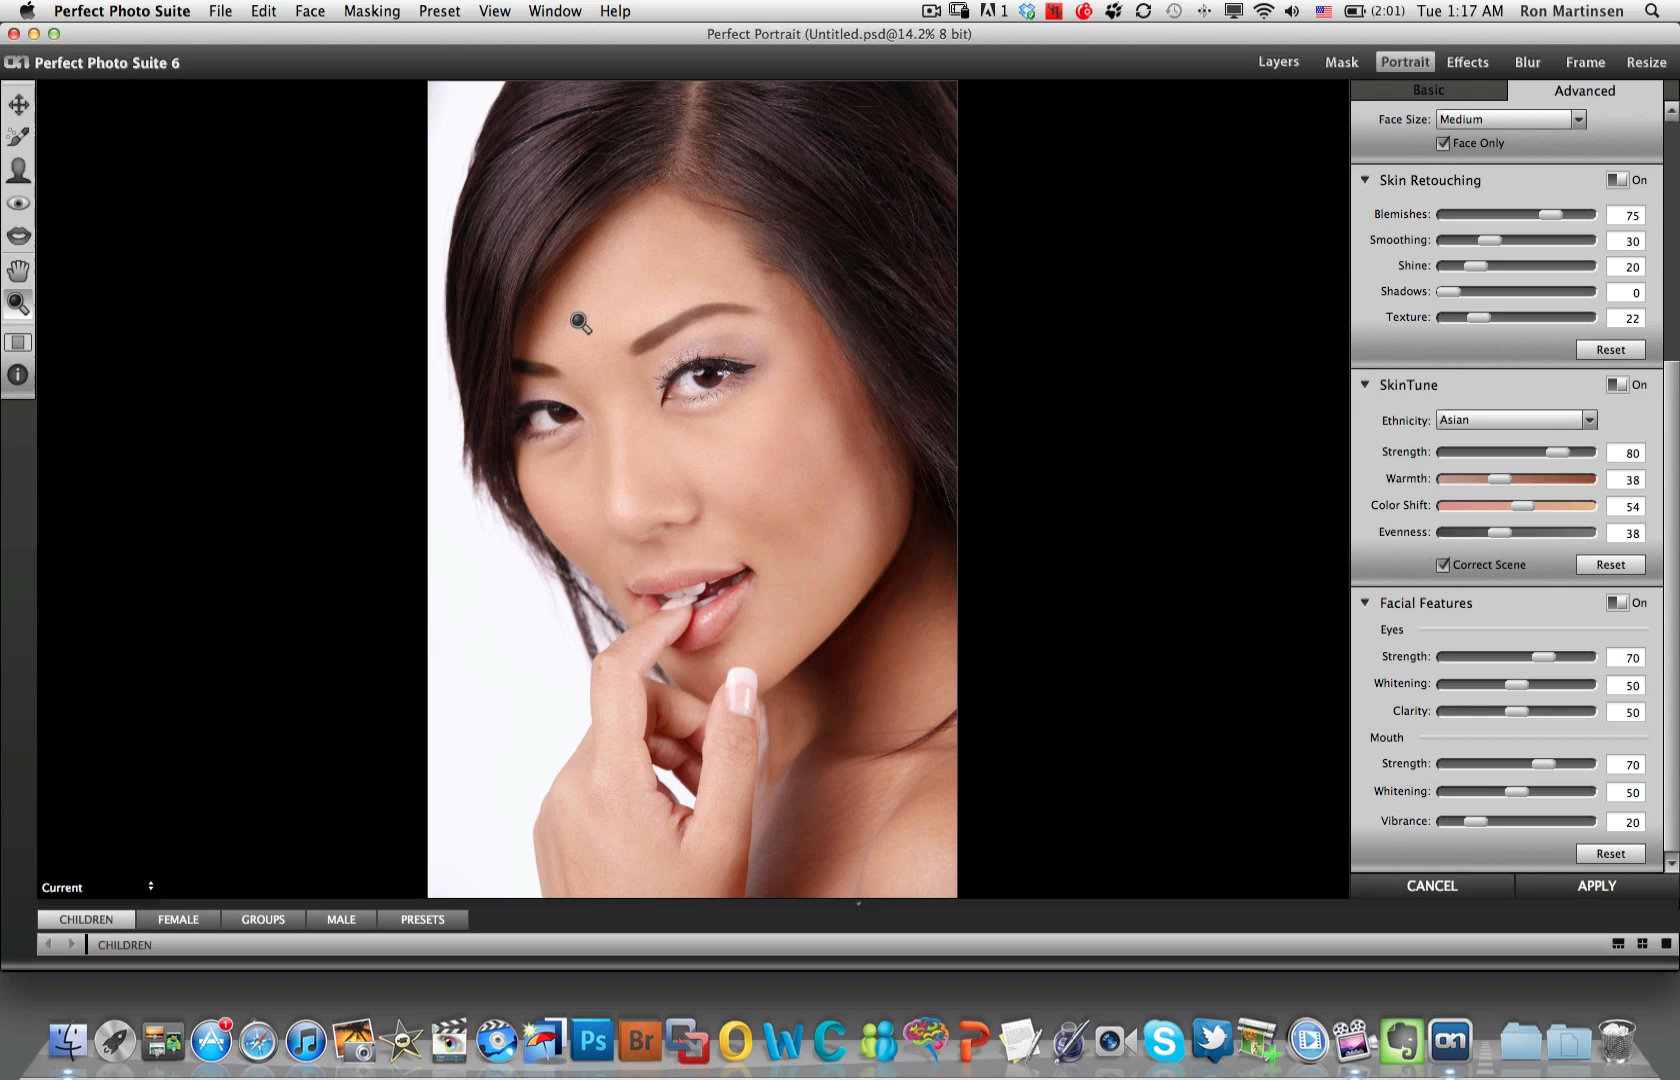 Perfect Photo Suite File Edit Face Masking Preset View Window Help 1 (2:01) Tue 1:17 AM Ron Martinsen
Perfect Portrait (Untitled.psd@14.2% 8 bit)
on Perfect Photo Suite 6 Layers Mask Portrait Effects Blur Frame Resize
Basic Advanced
Face Size: Medium
Face Only
Skin Retouching On
Blemishes: 75
Smoothing: 30
Shine: 20
Shadows: 0
Texture: 22
Reset
SkinTune On
Ethnicity: Asian
Strength: 80
Warmth: 38
Color Shift: 54
Evenness: 38
Correct Scene Reset
Facial Features On
Eyes
Strength: 70
Whitening: 50
Clarity: 50
Mouth
Strength: 70
Whitening: 50
Vibrance: 20
Reset
Current CANCEL APPLY
CHILDREN FEMALE GROUPS MALE PRESETS
CHILDREN
1 Ps Br O W C P S on